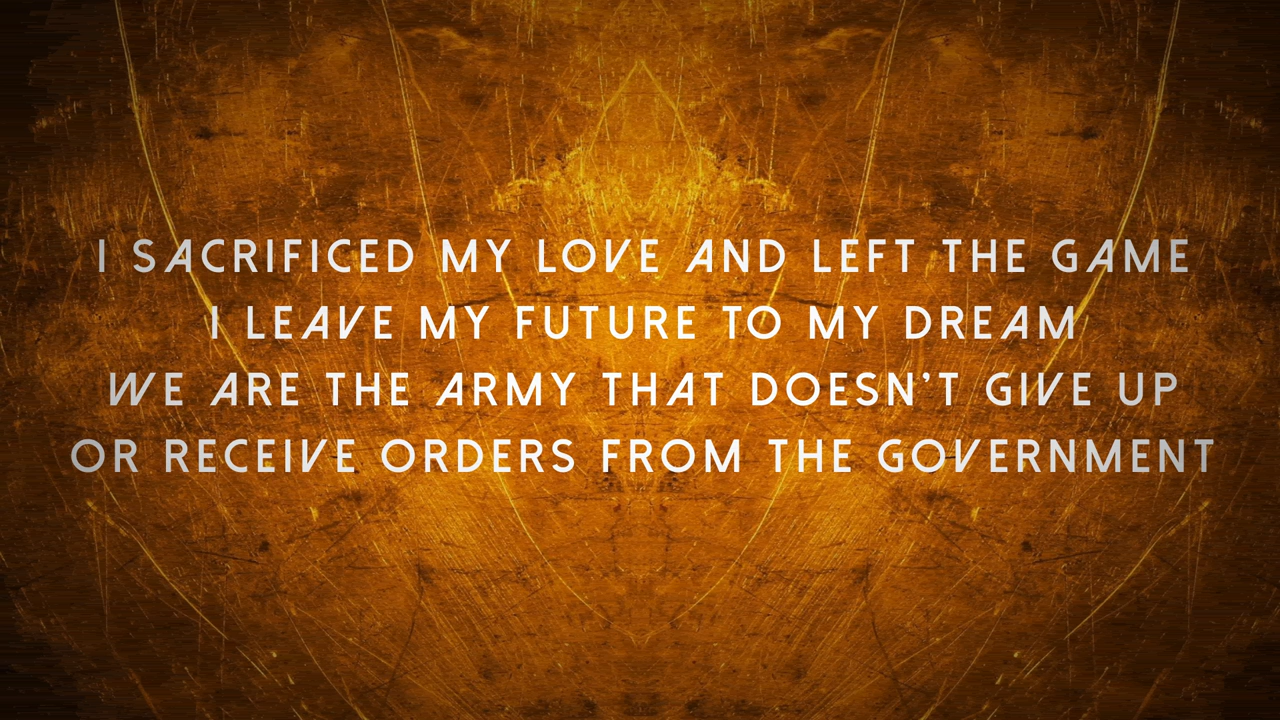 I SACRIFICED MY LOVE AND LEFT THE GAME
I LEAVE MY FUTURE TO MY DREAM
WE ARE THE ARMY THAT DOESN'T GIVE UP
OR RECEIVE ORDERS FROM THE GOVERNMENT